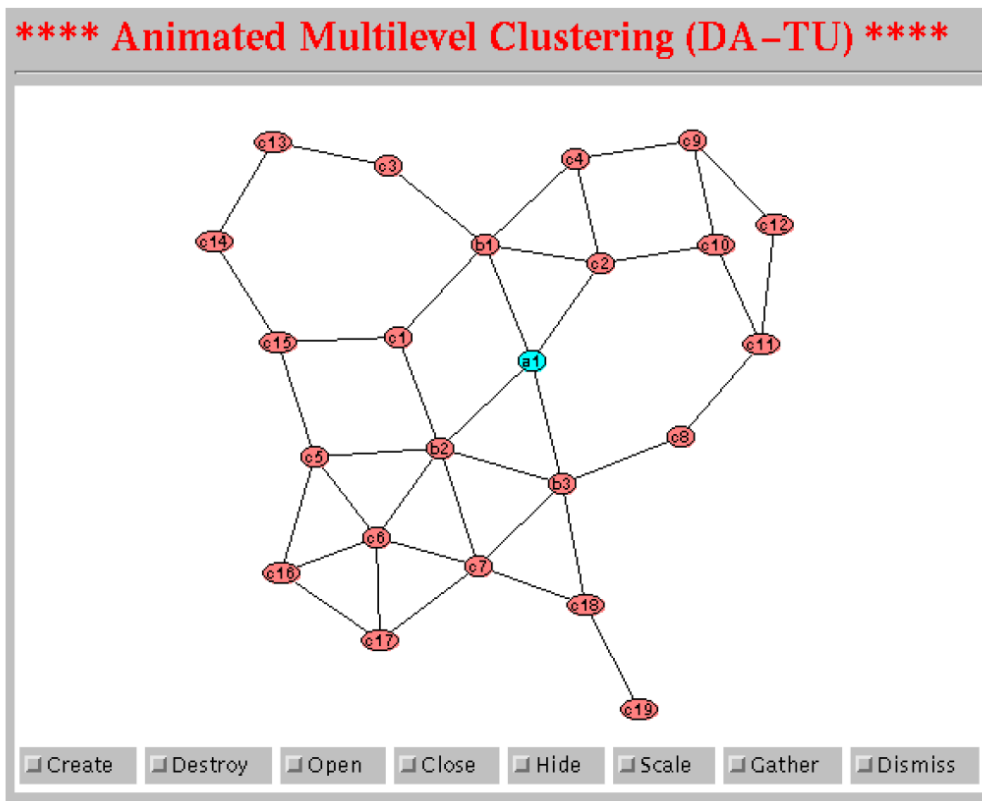 **** Animated Multilevel Clustering (DA-TU) ****
c13
c3
c4
c9
c14
b1
c2
c10
c12
c15
c1
a1
c11
c5
b2
b3
c8
c6
c16
c7
c17
c18
c19
Create Destroy Open Close Hide Scale Gather Dismiss